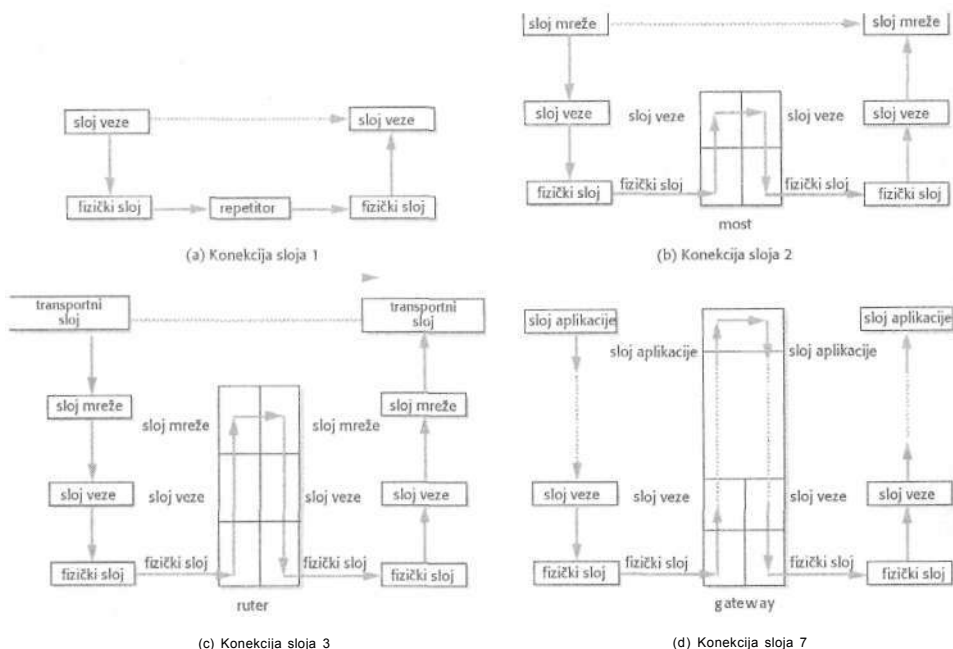 sloj veze
sloj veze
fizički sloj
repetitor
fizički sloj
(a) Konekcija sloja 1
sloj mreže
sloj mreže
sloj veze
sloj veze
sloj veze
sloj veze
fizički sloj
fizički sloj
fizički sloj
fizički sloj
most
(b) Konekcija sloja 2
transportni
sloj
transportni
sloj
sloj mreže
sloj mreže
sloj mreže
sloj mreže
sloj veze
sloj veze
sloj veze
sloj veze
fizički sloj
fizički sloj
fizički sloj
fizički sloj
ruter
(c) Konekcija sloja 3
sloj aplikacije
sloj aplikacije
sloj aplikacije
sloj aplikacije
sloj veze
sloj veze
sloj veze
sloj veze
fizički sloj
fizički sloj
fizički sloj
fizički sloj
gateway
(d) Konekcija sloja 7